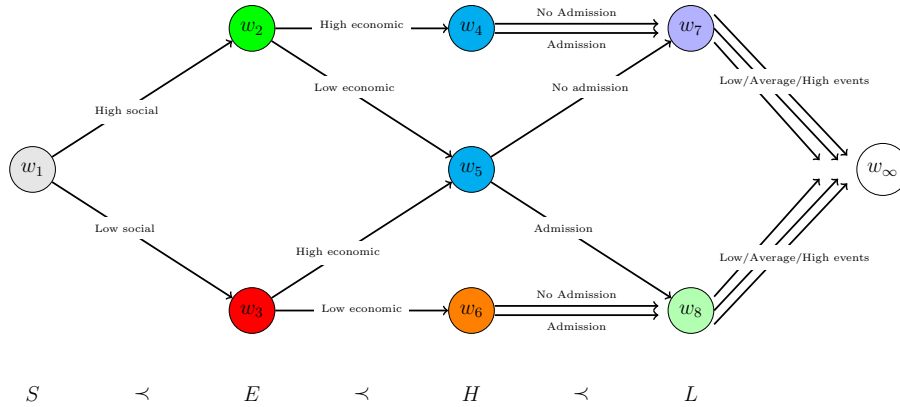 No Admission
w2 High economic w4 Admission w7
Low economic No admission Low/Average/High events
High social
w1 w5 w∞
Low social Admission
High economic Low/Average/High events
No Admission
w3 Low economic w6 Admission w8
S ≺ E ≺ H ≺ L